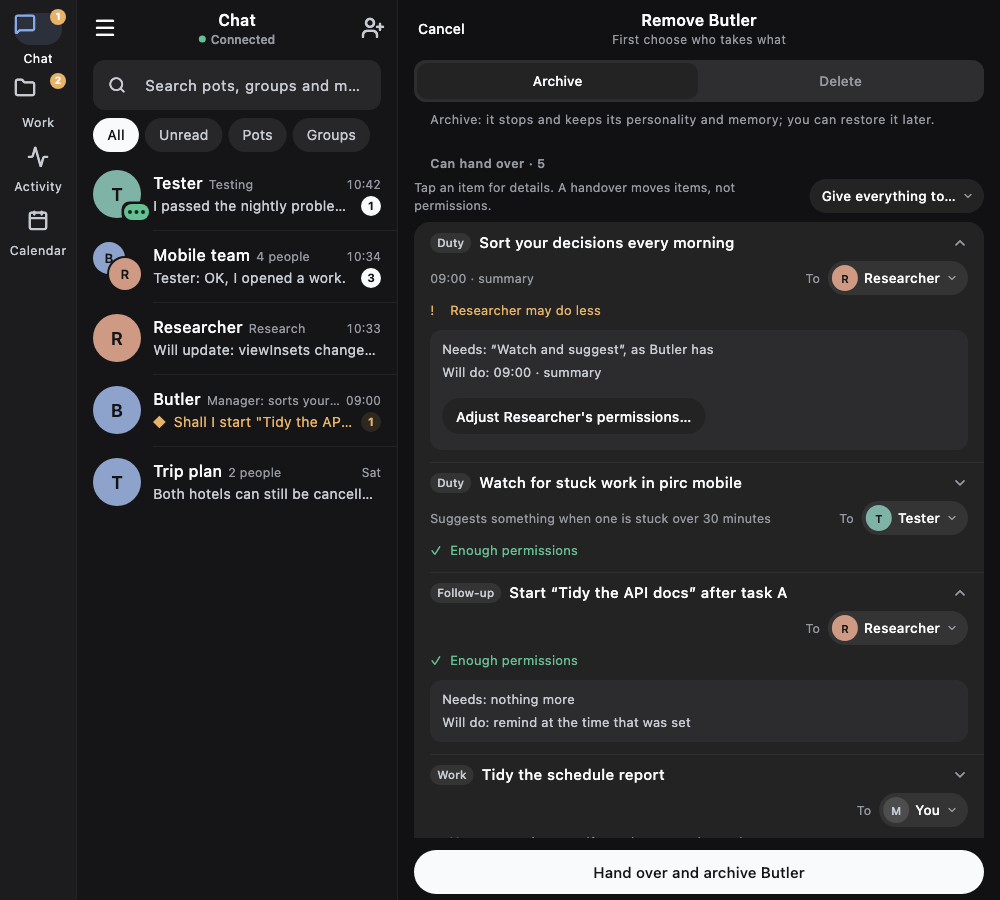 1
Chat
2
Work
Activity
Calendar
Chat
Connected
Search pots, groups and m...
All
Unread
Pots
Groups
T
Tester Testing 10:42
I passed the nightly proble... 1
B
R
Mobile team 4 people 10:34
Tester: OK, I opened a work. 3
R
Researcher Research 10:33
Will update: viewInsets change...
B
Butler Manager: sorts your... 09:00
Shall I start "Tidy the AP... 1
T
Trip plan 2 people Sat
Both hotels can still be cancell...
Cancel
Remove Butler
First choose who takes what
Archive
Delete
Archive: it stops and keeps its personality and memory; you can restore it later.
Can hand over · 5
Tap an item for details. A handover moves items, not
permissions.
Give everything to...
Duty Sort your decisions every morning
09:00 · summary To R Researcher
! Researcher may do less
Needs: “Watch and suggest”, as Butler has
Will do: 09:00 · summary
Adjust Researcher's permissions...
Duty Watch for stuck work in pirc mobile
Suggests something when one is stuck over 30 minutes To T Tester
✓ Enough permissions
Follow-up Start “Tidy the API docs” after task A
To R Researcher
✓ Enough permissions
Needs: nothing more
Will do: remind at the time that was set
Work Tidy the schedule report
To M You
Hand over and archive Butler